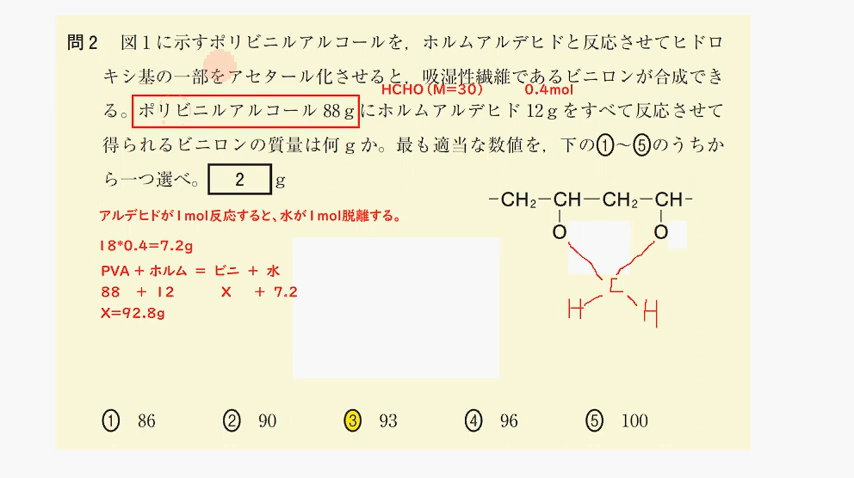 問2 図1に示すポリビニルアルコールを,ホルムアルデヒドと反応させてヒドロ
キシ基の一部をアセタール化させると,吸湿性繊維であるビニロンが合成でき
HCHO(M=30) 0.4mol
る。ポリビニルアルコール 88gにホルムアルデヒド 12gをすべて反応させて
得られるビニロンの質量は何gか。最も適当な数値を,下の①~⑤のうちか
ら一つ選べ。 2 g
アルデヒドが1mol反応すると、水が1mol脱離する。
18*0.4=7.2g
PVA + ホルム = ビニ + 水
88 + 12 X + 7.2
X=92.8g
-CH₂-CH-CH₂-CH-
O O
C
H H
① 86 ② 90 ③ 93 ④ 96 ⑤ 100